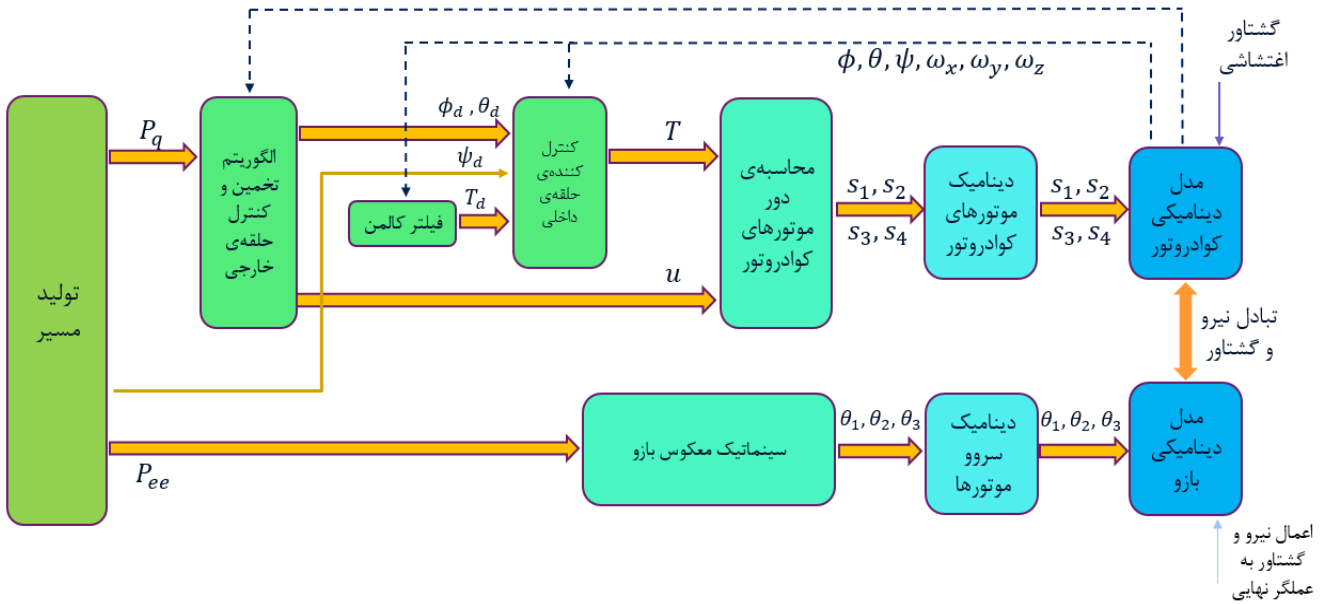 گشتاور
اغتشاشی
ϕ, θ, ψ, ω_x, ω_y, ω_z
تولید
مسیر
P_q
الگوریتم
تخمین و
کنترل
حلقه‌ی
خارجی
ϕ_d , θ_d
ψ_d
T_d
فیلتر کالمن
کنترل
کننده‌ی
حلقه‌ی
داخلی
T
u
محاسبه‌ی
دور
موتورهای
کوادروتور
s_1, s_2
s_3, s_4
دینامیک
موتورهای
کوادروتور
s_1, s_2
s_3, s_4
مدل
دینامیکی
کوادروتور
تبادل نیرو
و گشتاور
P_ee
سینماتیک معکوس بازو
θ_1, θ_2, θ_3
دینامیک
سروو
موتورها
θ_1, θ_2, θ_3
مدل
دینامیکی
بازو
اعمال نیرو و
گشتاور به
عملگر نهایی